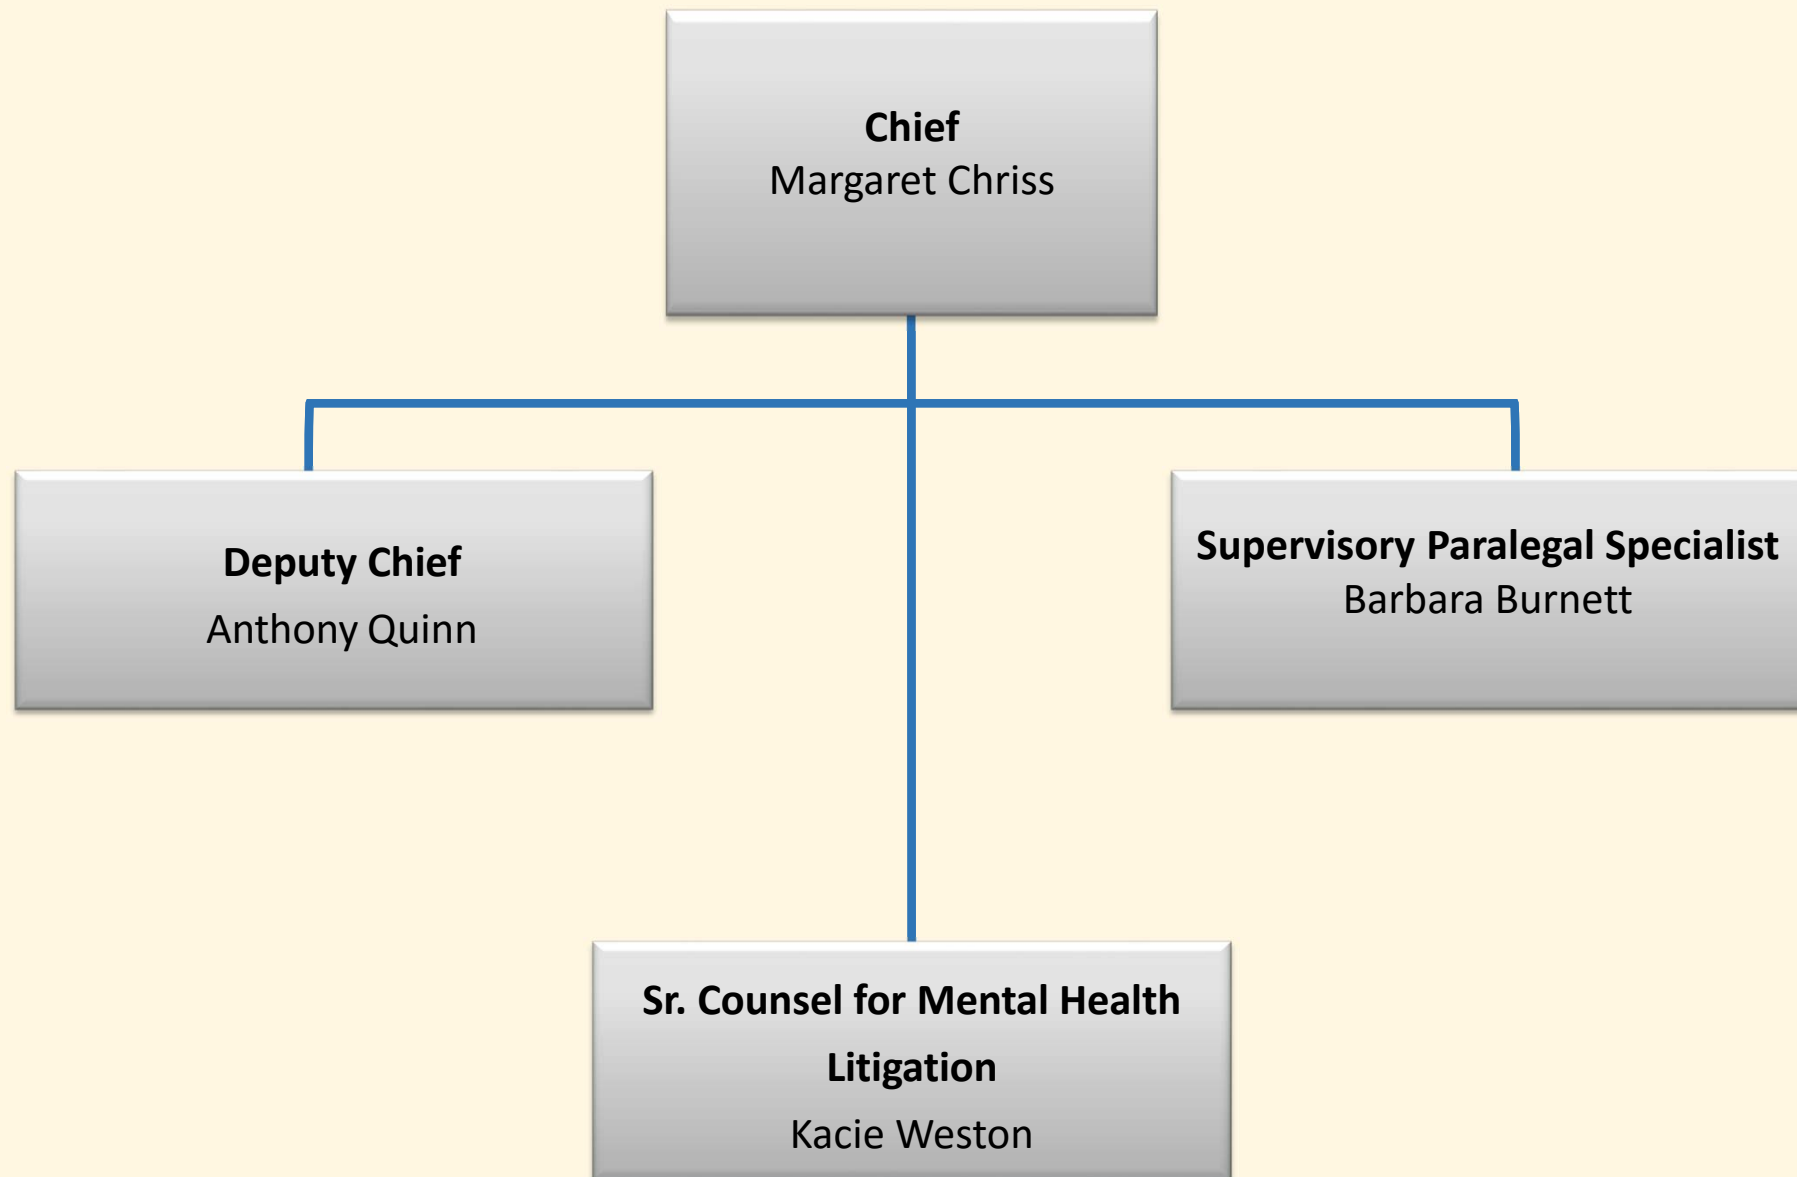 Chief
Margaret Chriss
Deputy Chief
Anthony Quinn
Supervisory Paralegal Specialist
Barbara Burnett
Sr. Counsel for Mental Health
Litigation
Kacie Weston